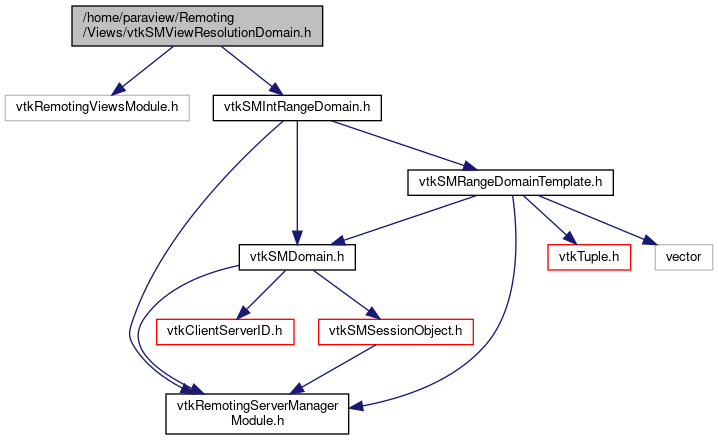 /home/paraview/Remoting
/Views/vtkSMViewResolutionDomain.h
vtkRemotingViewsModule.h
vtkSMIntRangeDomain.h
vtkSMRangeDomainTemplate.h
vtkSMDomain.h
vtkTuple.h
vector
vtkClientServerID.h
vtkSMSessionObject.h
vtkRemotingServerManager
Module.h